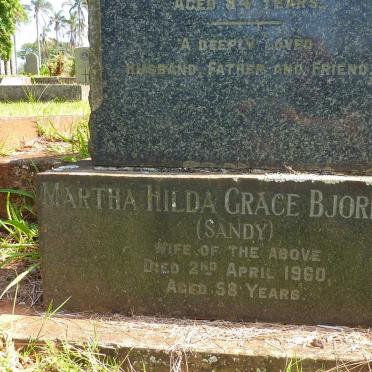 AGED 84 YEARS.
A DEEPLY LOVED
HUSBAND, FATHER AND FRIEND.
MARTHA HILDA GRACE BJOR
(SANDY)
WIFE OF THE ABOVE
DIED 2ND APRIL 1960,
AGED 58 YEARS.